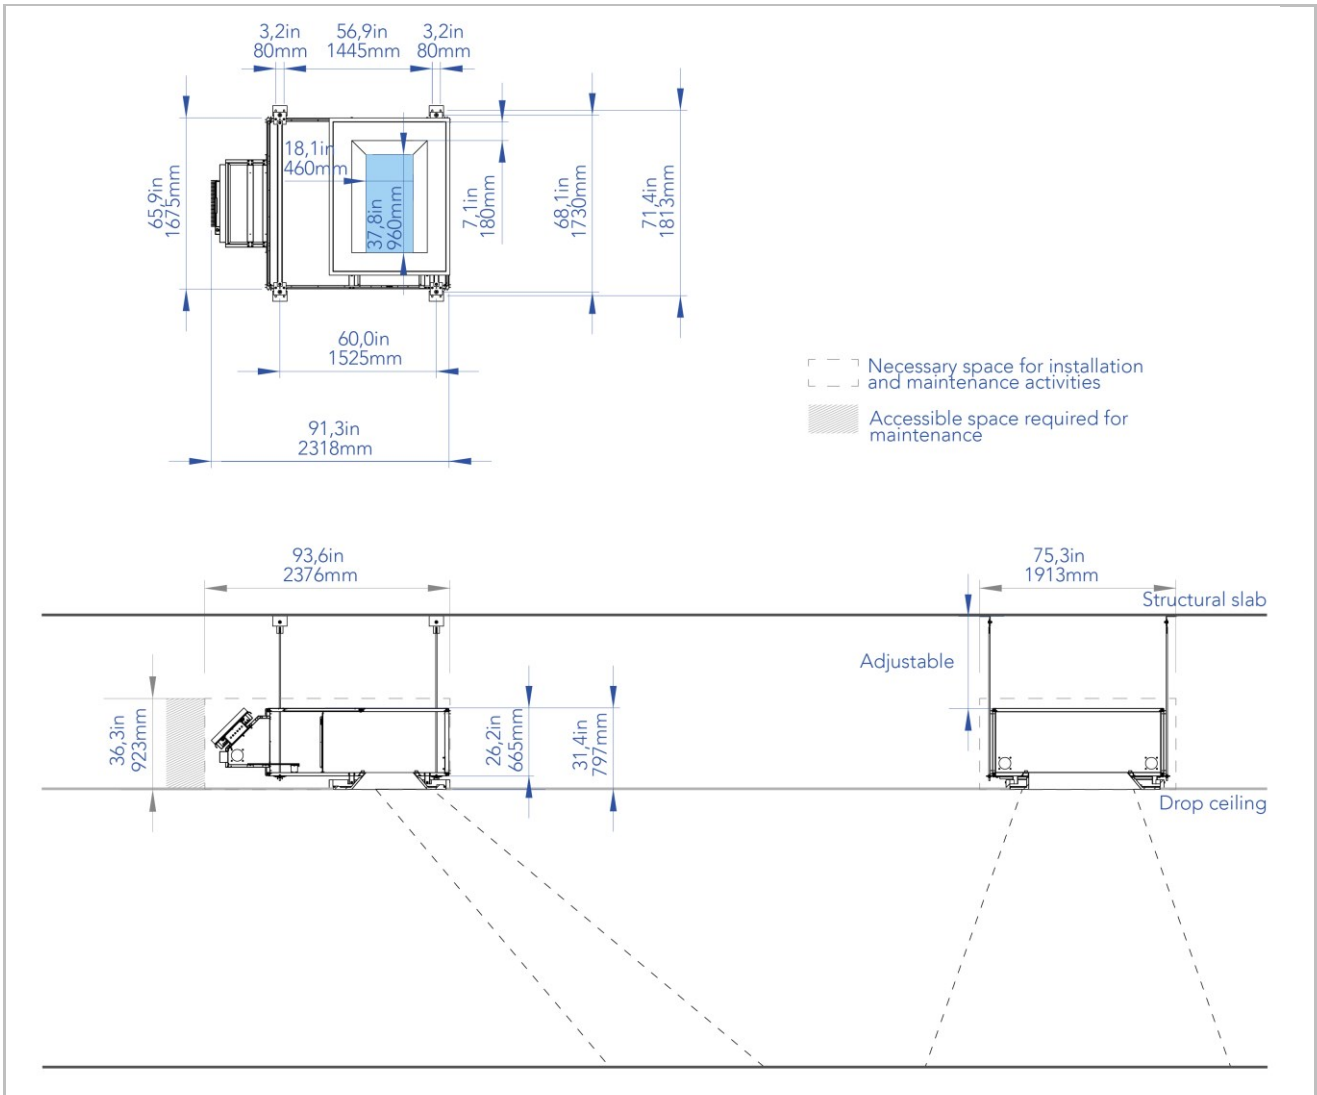 3,2in
80mm
56,9in
1445mm
3,2in
80mm
65,9in
1675mm
18,1in
460mm
37,8in
960mm
7,1in
180mm
68,1in
1730mm
71,4in
1813mm
60,0in
1525mm
91,3in
2318mm
Necessary space for installation
and maintenance activities
Accessible space required for
maintenance
93,6in
2376mm
75,3in
1913mm
Structural slab
Adjustable
36,3in
923mm
26,2in
665mm
31,4in
797mm
Drop ceiling